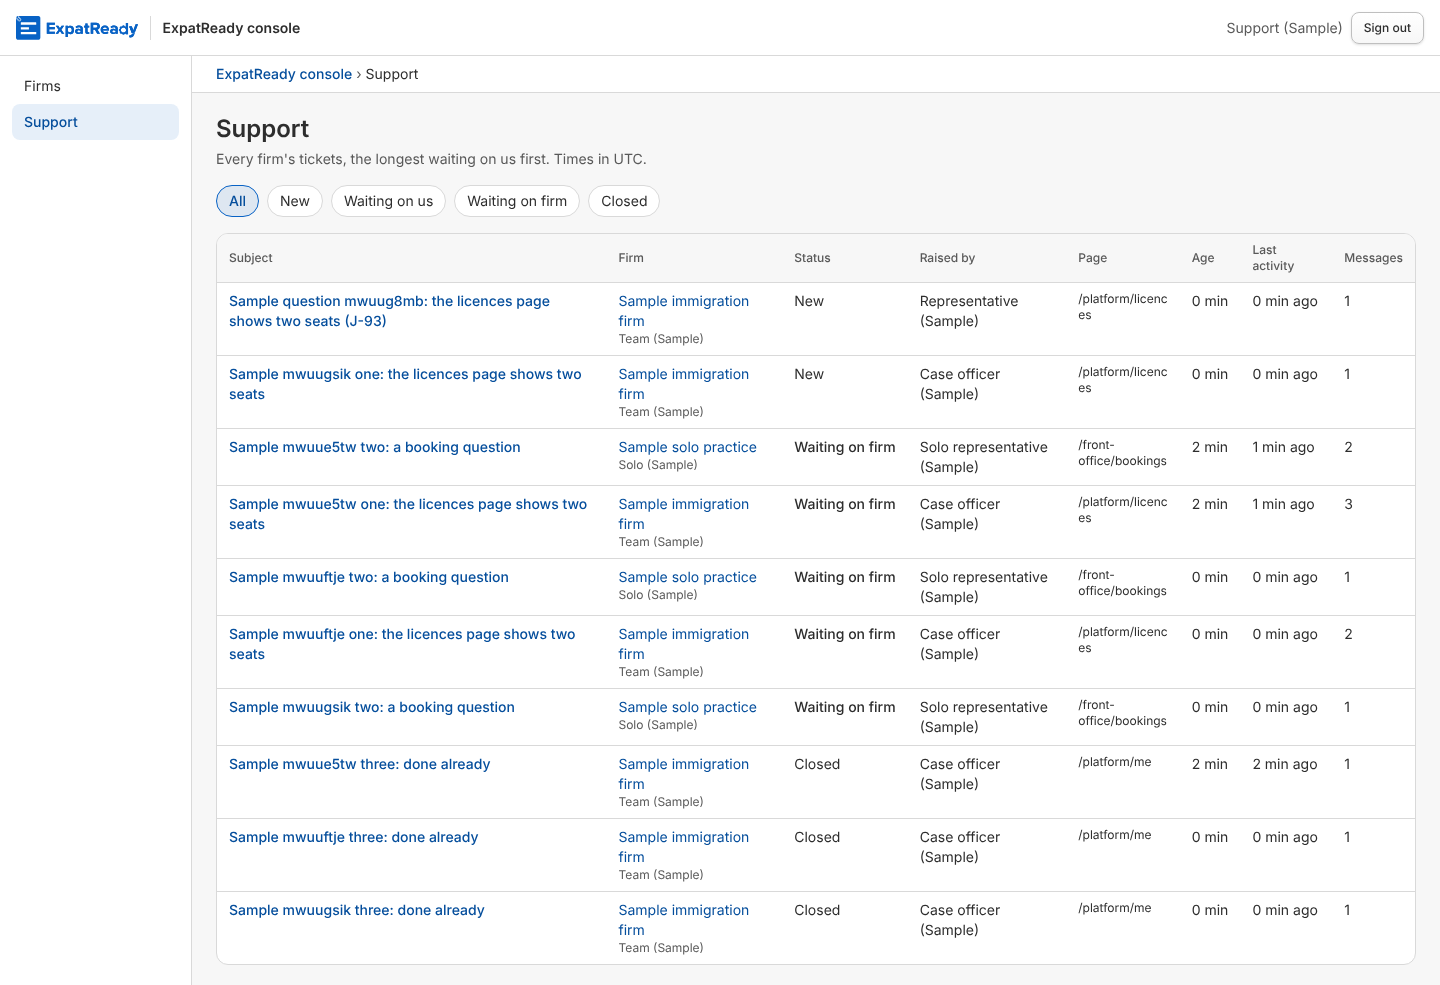 ExpatReady
ExpatReady console
Support (Sample)
Sign out
Firms
Support
ExpatReady console › Support
Support
Every firm's tickets, the longest waiting on us first. Times in UTC.
All
New
Waiting on us
Waiting on firm
Closed
Subject
Firm
Status
Raised by
Page
Age
Last
activity
Messages
Sample question mwuug8mb: the licences page
shows two seats (J-93)
Sample immigration
firm
Team (Sample)
New
Representative
(Sample)
/platform/licenc
es
0 min
0 min ago
1
Sample mwuugsik one: the licences page shows two
seats
Sample immigration
firm
Team (Sample)
New
Case officer
(Sample)
/platform/licenc
es
0 min
0 min ago
1
Sample mwuue5tw two: a booking question
Sample solo practice
Solo (Sample)
Waiting on firm
Solo representative
(Sample)
/front-
office/bookings
2 min
1 min ago
2
Sample mwuue5tw one: the licences page shows two
seats
Sample immigration
firm
Team (Sample)
Waiting on firm
Case officer
(Sample)
/platform/licenc
es
2 min
1 min ago
3
Sample mwuuftje two: a booking question
Sample solo practice
Solo (Sample)
Waiting on firm
Solo representative
(Sample)
/front-
office/bookings
0 min
0 min ago
1
Sample mwuuftje one: the licences page shows two
seats
Sample immigration
firm
Team (Sample)
Waiting on firm
Case officer
(Sample)
/platform/licenc
es
0 min
0 min ago
2
Sample mwuugsik two: a booking question
Sample solo practice
Solo (Sample)
Waiting on firm
Solo representative
(Sample)
/front-
office/bookings
0 min
0 min ago
1
Sample mwuue5tw three: done already
Sample immigration
firm
Team (Sample)
Closed
Case officer
(Sample)
/platform/me
2 min
2 min ago
1
Sample mwuuftje three: done already
Sample immigration
firm
Team (Sample)
Closed
Case officer
(Sample)
/platform/me
0 min
0 min ago
1
Sample mwuugsik three: done already
Sample immigration
firm
Team (Sample)
Closed
Case officer
(Sample)
/platform/me
0 min
0 min ago
1